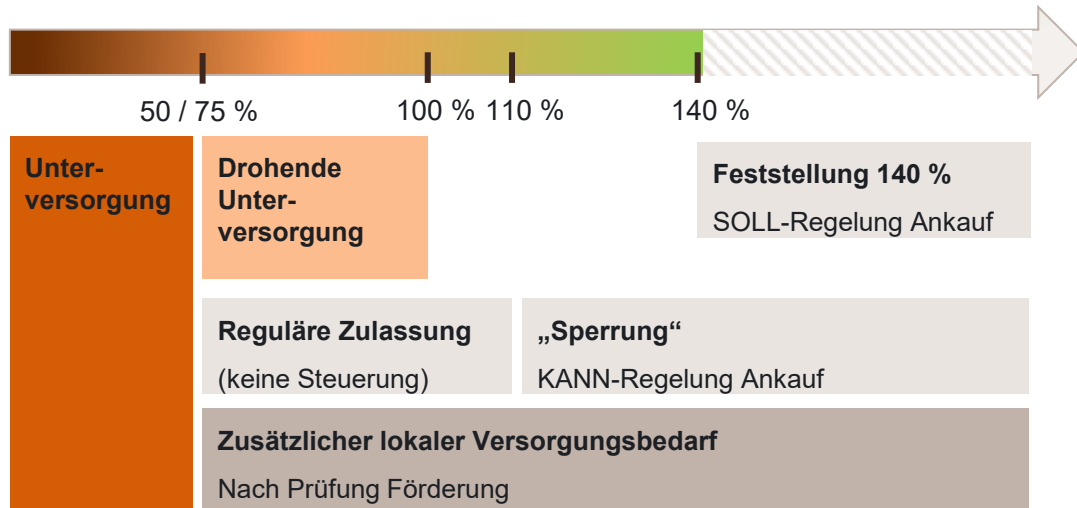 50 / 75 %
100 %
110 %
140 %
Unter-
versorgung
Drohende
Unter-
versorgung
Feststellung 140 %
SOLL-Regelung Ankauf
Reguläre Zulassung
(keine Steuerung)
„Sperrung“
KANN-Regelung Ankauf
Zusätzlicher lokaler Versorgungsbedarf
Nach Prüfung Förderung